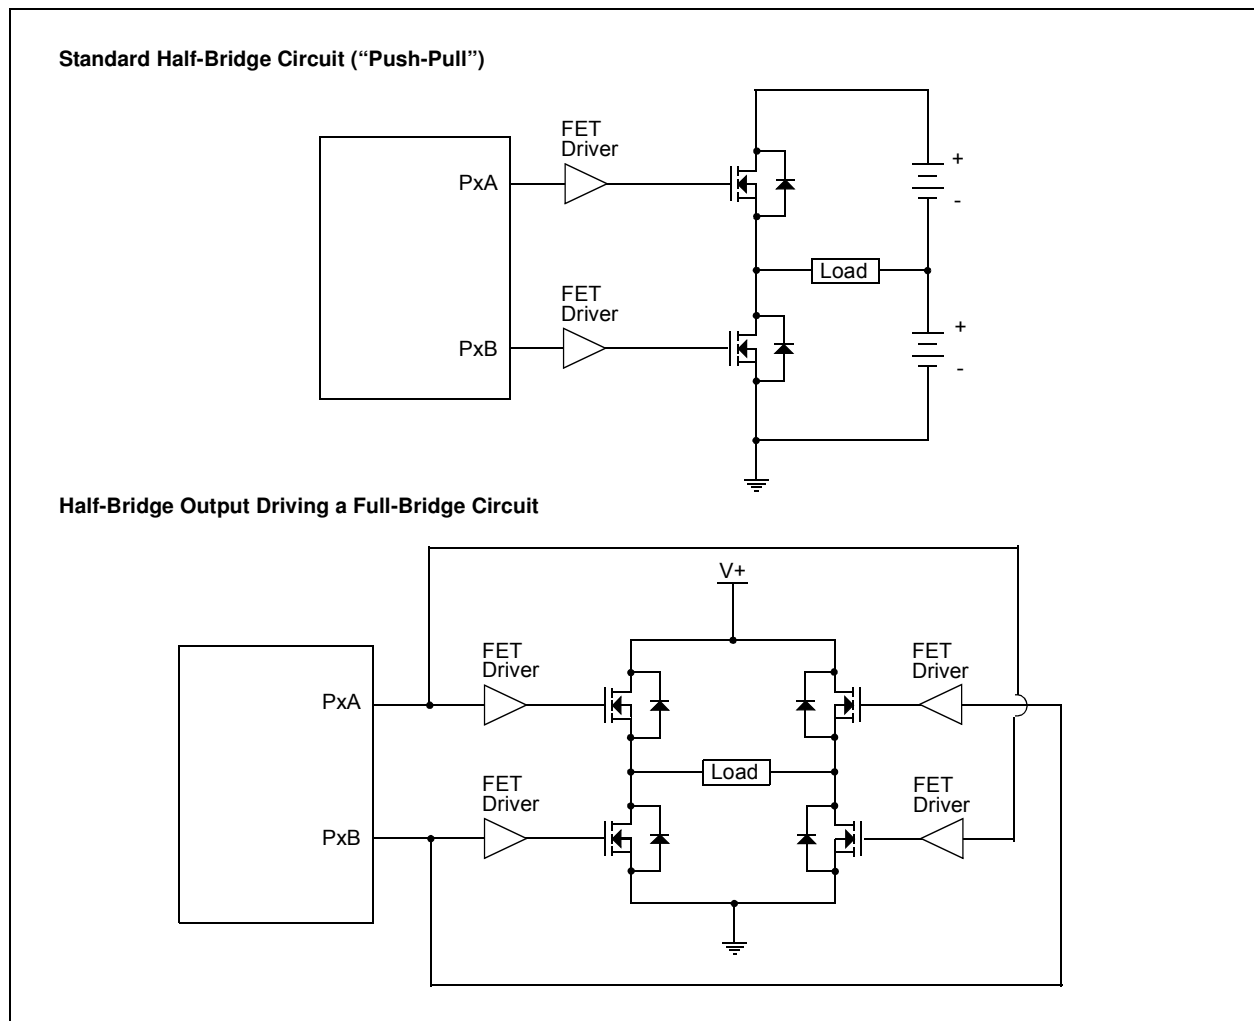 Standard Half-Bridge Circuit (“Push-Pull”)
FET
Driver
PxA
+
-
Load
FET
Driver
PxB
+
-
Half-Bridge Output Driving a Full-Bridge Circuit
V+
FET
Driver
FET
Driver
PxA
Load
FET
Driver
FET
Driver
PxB